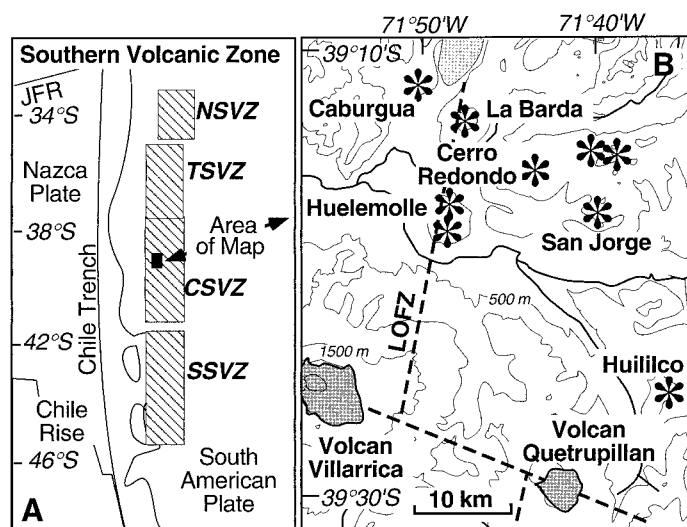 Southern Volcanic Zone
JFR
34°S
NSVZ
Nazca
Plate
TSVZ
38°S
Area
of Map
Chile Trench
CSVZ
42°S
SSVZ
Chile
Rise
46°S
South
American
Plate
A
71°50'W
71°40'W
39°10'S
B
Caburgua
La Barda
Cerro
Redondo
Huelemolle
San Jorge
LOFZ
500 m
1500 m
Huililco
Volcan
Villarrica
Volcan
Quetrupillan
39°30'S
10 km